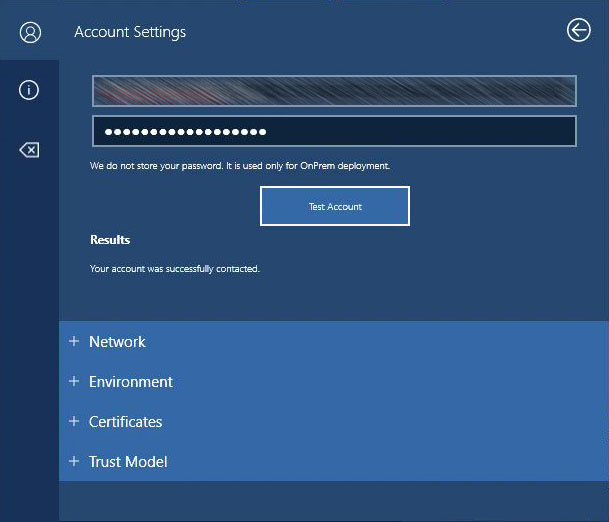 Account Settings
●●●●●●●●●●●●●●●●●●
We do not store your password. It is used only for OnPrem deployment.
Test Account
Results
Your account was successfully contacted.
+ Network
+ Environment
+ Certificates
+ Trust Model